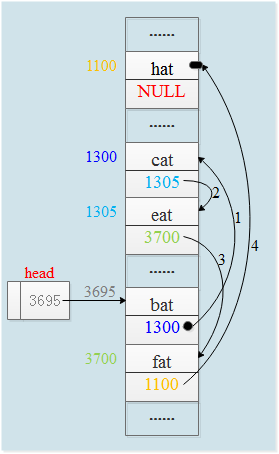 ......
1100
hat
NULL
......
1300
cat
1305
2
1305
eat
3700
1
4
3
head
3695
......
3695
bat
1300
3700
fat
1100
......